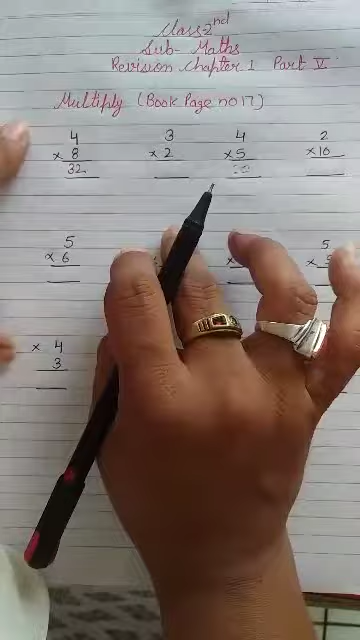 Class-2nd
Sub Maths
Revision Chapter 1 Part V
Multiply (Book Page no 17)
4 3 4 2
×8 ×2 ×5 ×10
32
5 5
×6 × ×
× 4
3